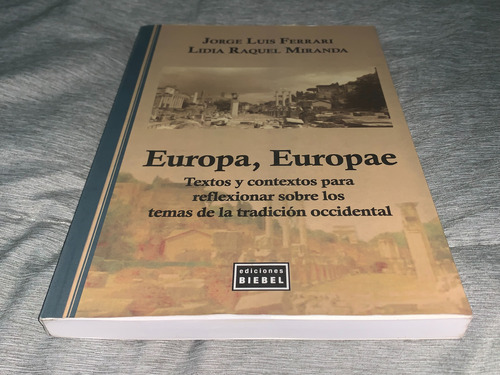 Jorge Luis Ferrari
Lidia Raquel Miranda
Europa, Europae
Textos y contextos para
reflexionar sobre los
temas de la tradición occidental
ediciones
BIEBEL